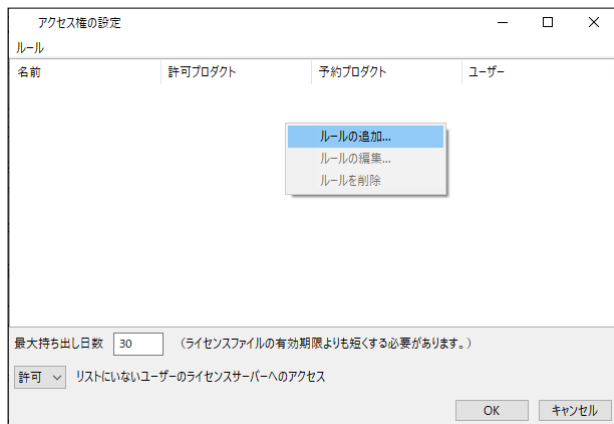 アクセス権の設定
ルール
名前 許可プロダクト 予約プロダクト ユーザー
ルールの追加...
ルールの編集...
ルールを削除
最大持ち出し日数 30 （ライセンスファイルの有効期限よりも短くする必要があります。）
許可 リストにいないユーザーのライセンスサーバーへのアクセス
OK キャンセル